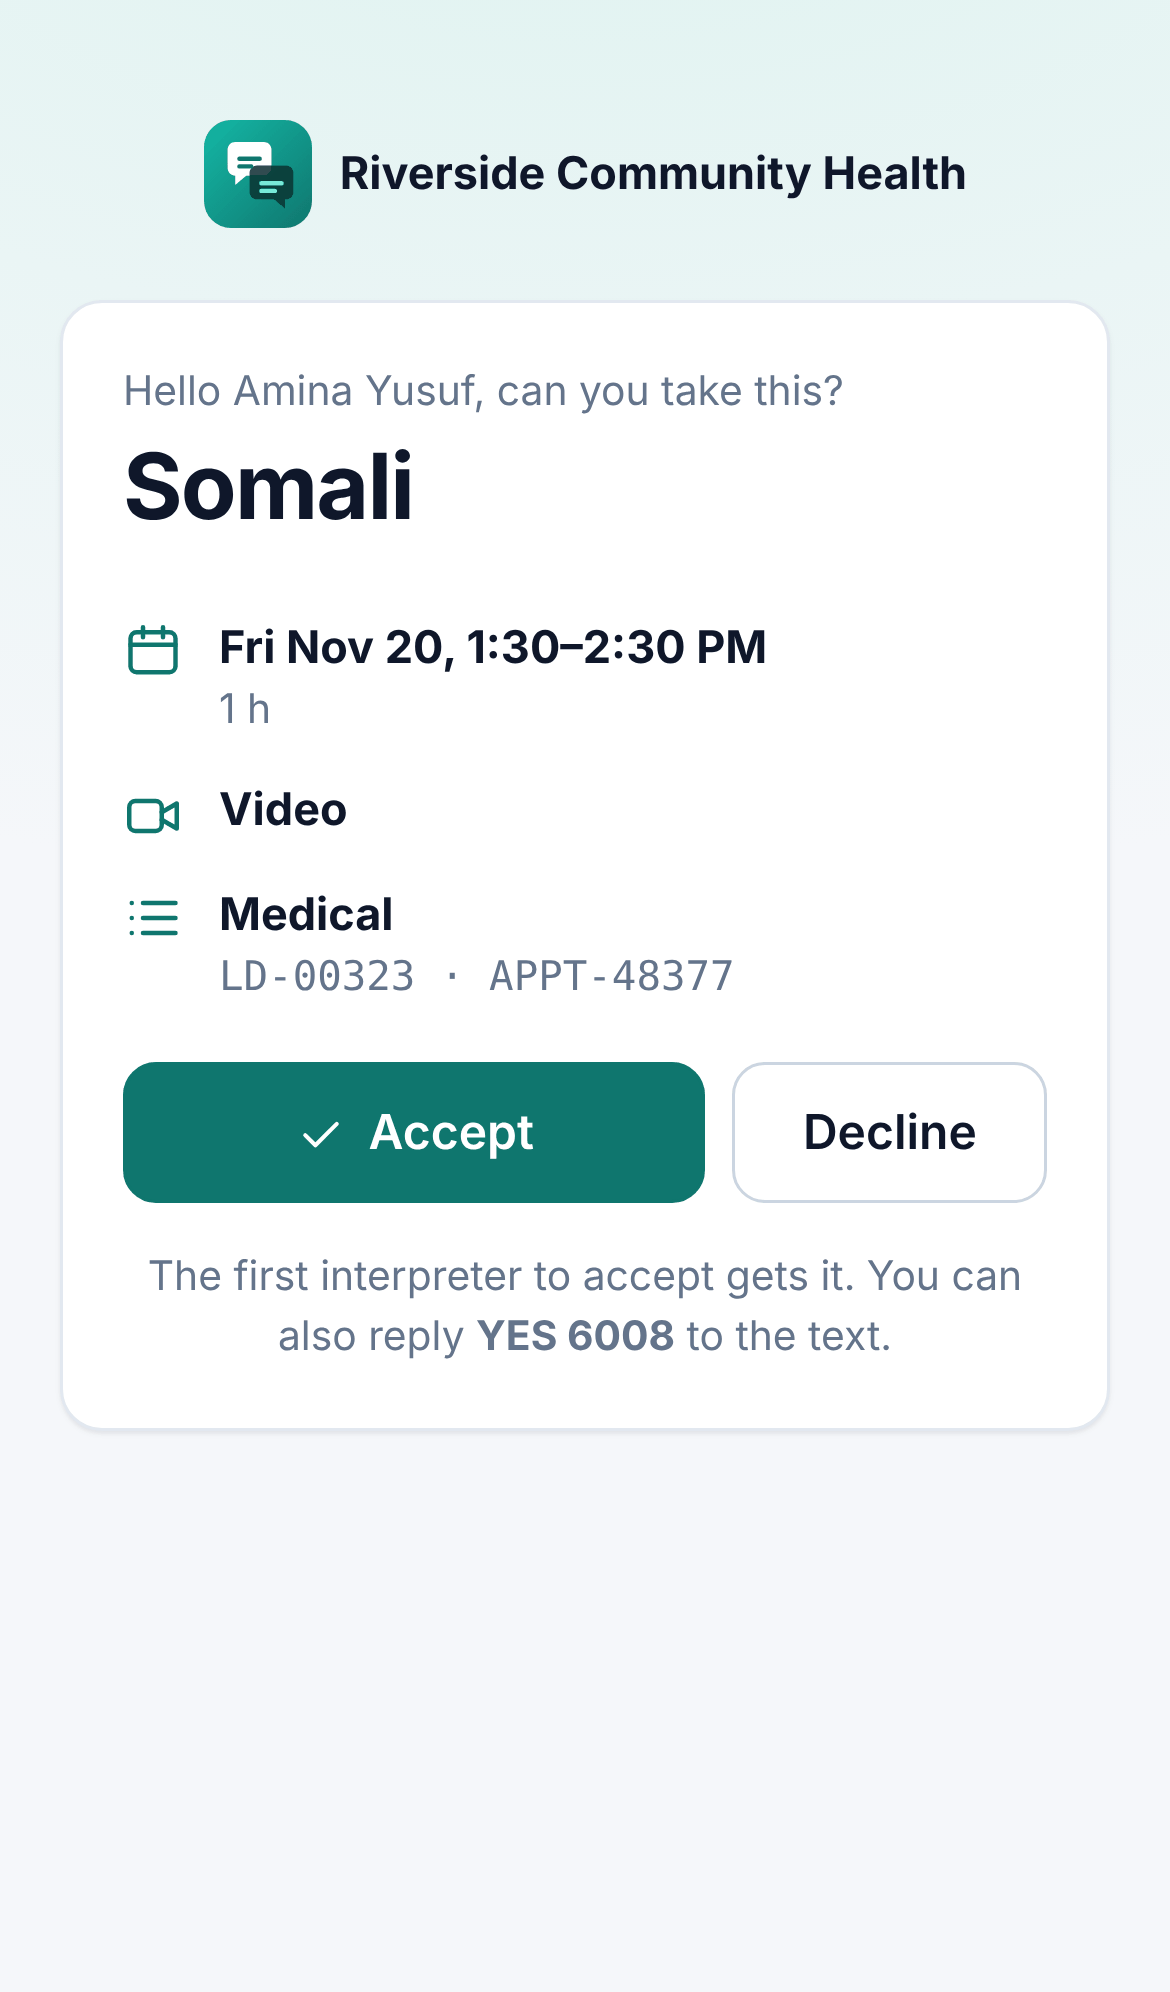 Riverside Community Health
Hello Amina Yusuf, can you take this?
Somali
Fri Nov 20, 1:30–2:30 PM
1 h
Video
Medical
LD-00323 · APPT-48377
Accept
Decline
The first interpreter to accept gets it. You can
also reply YES 6008 to the text.